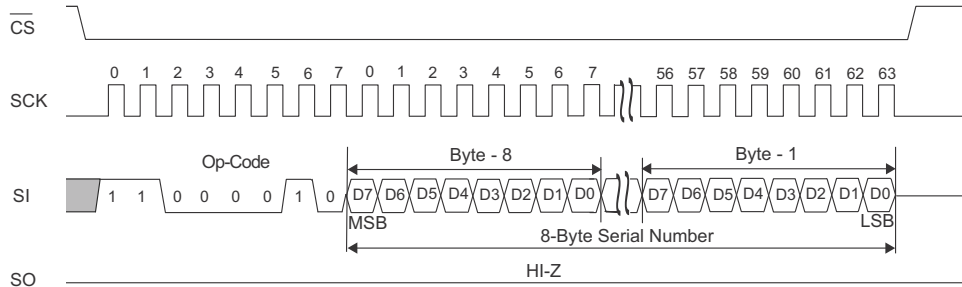 CS
0 1 2 3 4 5 6 7 0 1 2 3 4 5 6 7 56 57 58 59 60 61 62 63
SCK
Op-Code Byte - 8 Byte - 1
SI 1 1 0 0 0 0 1 0 D7 D6 D5 D4 D3 D2 D1 D0 D7 D6 D5 D4 D3 D2 D1 D0
MSB LSB
8-Byte Serial Number
HI-Z
SO